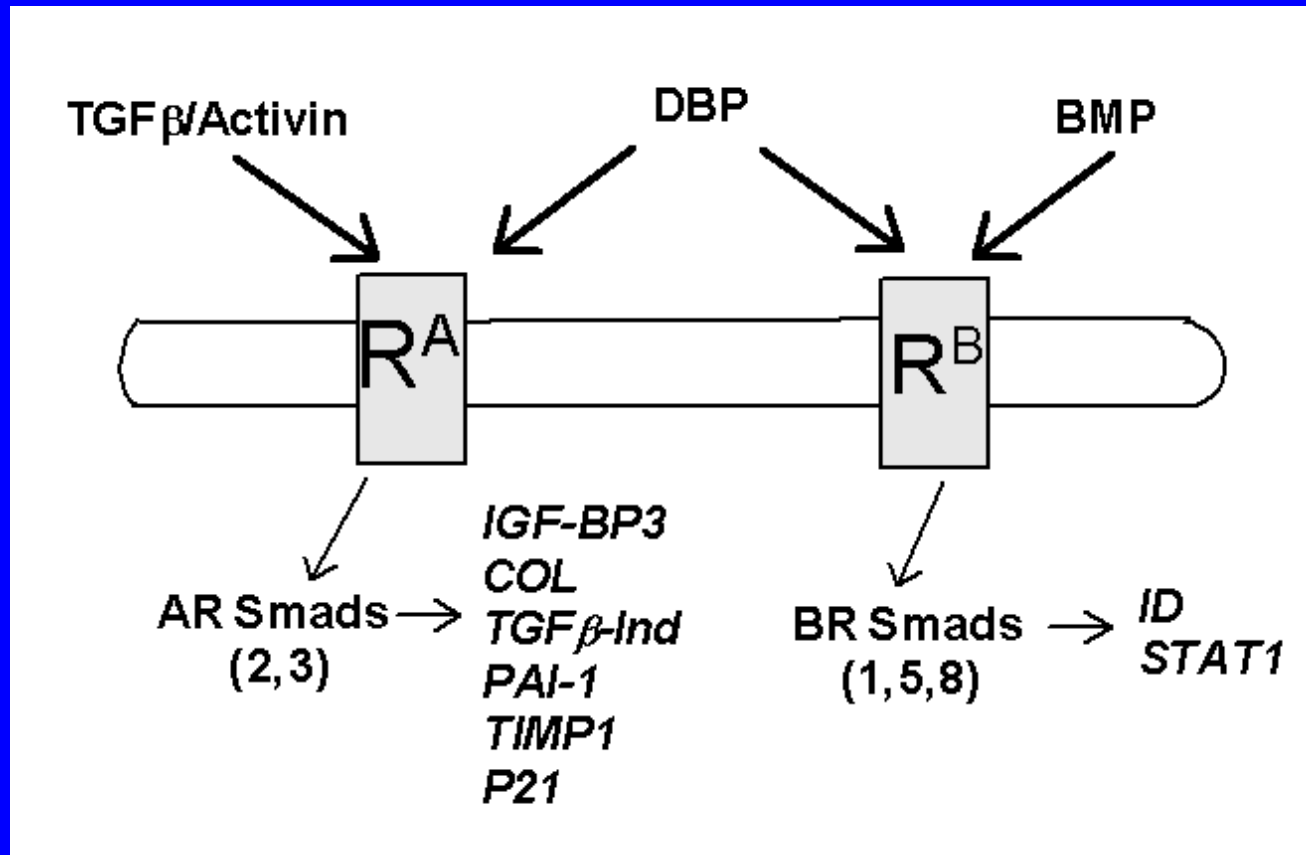 TGFβ/Activin
DBP
BMP
R^A
R^B
AR Smads
(2,3)
IGF-BP3
COL
TGFβ-Ind
PAI-1
TIMP1
P21
BR Smads
(1,5,8)
ID
STAT1